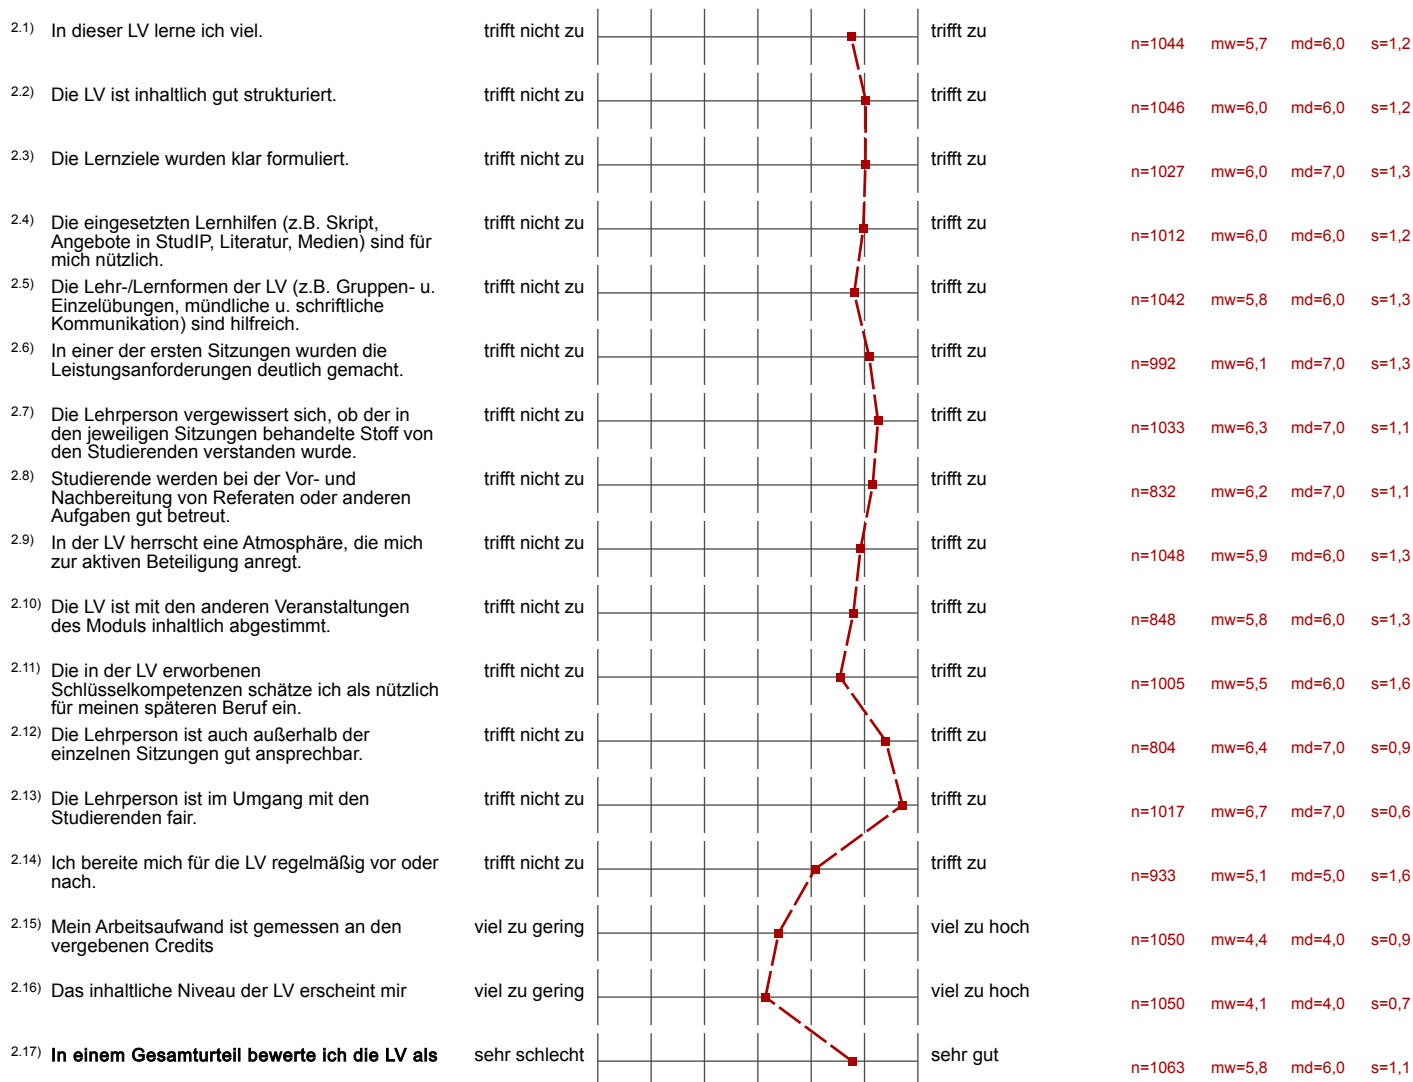 2.1) In dieser LV lerne ich viel. trifft nicht zu trifft zu n=1044 mw=5,7 md=6,0 s=1,2
2.2) Die LV ist inhaltlich gut strukturiert. trifft nicht zu trifft zu n=1046 mw=6,0 md=6,0 s=1,2
2.3) Die Lernziele wurden klar formuliert. trifft nicht zu trifft zu n=1027 mw=6,0 md=7,0 s=1,3
2.4) Die eingesetzten Lernhilfen (z.B. Skript, trifft nicht zu trifft zu n=1012 mw=6,0 md=6,0 s=1,2
Angebote in StudIP, Literatur, Medien) sind für
mich nützlich.
2.5) Die Lehr-/Lernformen der LV (z.B. Gruppen- u. trifft nicht zu trifft zu n=1042 mw=5,8 md=6,0 s=1,3
Einzelübungen, mündliche u. schriftliche
Kommunikation) sind hilfreich.
2.6) In einer der ersten Sitzungen wurden die trifft nicht zu trifft zu n=992 mw=6,1 md=7,0 s=1,3
Leistungsanforderungen deutlich gemacht.
2.7) Die Lehrperson vergewissert sich, ob der in trifft nicht zu trifft zu n=1033 mw=6,3 md=7,0 s=1,1
den jeweiligen Sitzungen behandelte Stoff von
den Studierenden verstanden wurde.
2.8) Studierende werden bei der Vor- und trifft nicht zu trifft zu n=832 mw=6,2 md=7,0 s=1,1
Nachbereitung von Referaten oder anderen
Aufgaben gut betreut.
2.9) In der LV herrscht eine Atmosphäre, die mich trifft nicht zu trifft zu n=1048 mw=5,9 md=6,0 s=1,3
zur aktiven Beteiligung anregt.
2.10) Die LV ist mit den anderen Veranstaltungen trifft nicht zu trifft zu n=848 mw=5,8 md=6,0 s=1,3
des Moduls inhaltlich abgestimmt.
2.11) Die in der LV erworbenen trifft nicht zu trifft zu n=1005 mw=5,5 md=6,0 s=1,6
Schlüsselkompetenzen schätze ich als nützlich
für meinen späteren Beruf ein.
2.12) Die Lehrperson ist auch außerhalb der trifft nicht zu trifft zu n=804 mw=6,4 md=7,0 s=0,9
einzelnen Sitzungen gut ansprechbar.
2.13) Die Lehrperson ist im Umgang mit den trifft nicht zu trifft zu n=1017 mw=6,7 md=7,0 s=0,6
Studierenden fair.
2.14) Ich bereite mich für die LV regelmäßig vor oder trifft nicht zu trifft zu n=933 mw=5,1 md=5,0 s=1,6
nach.
2.15) Mein Arbeitsaufwand ist gemessen an den viel zu gering viel zu hoch n=1050 mw=4,4 md=4,0 s=0,9
vergebenen Credits
2.16) Das inhaltliche Niveau der LV erscheint mir viel zu gering viel zu hoch n=1050 mw=4,1 md=4,0 s=0,7
2.17) In einem Gesamturteil bewerte ich die LV als sehr schlecht sehr gut n=1063 mw=5,8 md=6,0 s=1,1